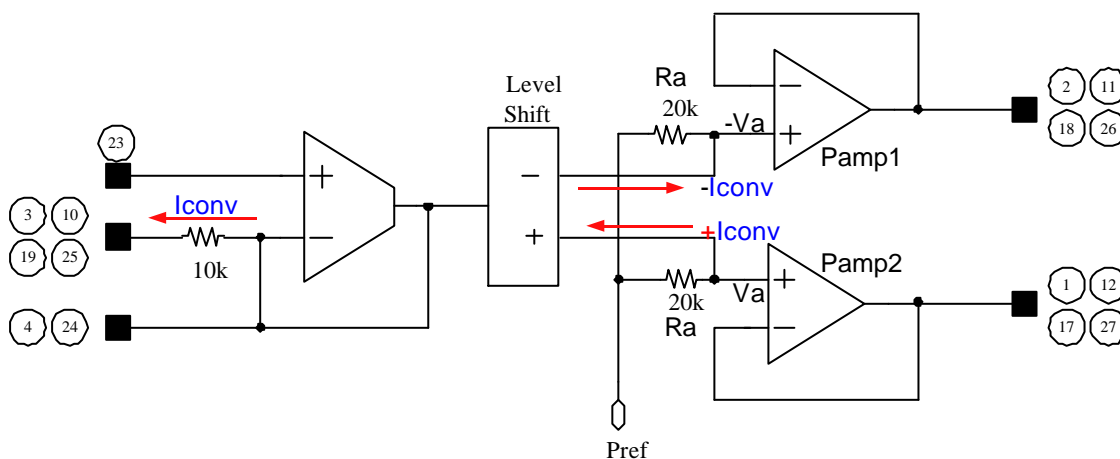 Level
Shift
Ra
20k
-Va
+
−
Pamp1
2
11
18
26
23
+
Iconv
3
10
19
25
10k
−
4
24
−
+
-Iconv
+Iconv
20k
Va
Ra
+
−
Pamp2
1
12
17
27
Pref